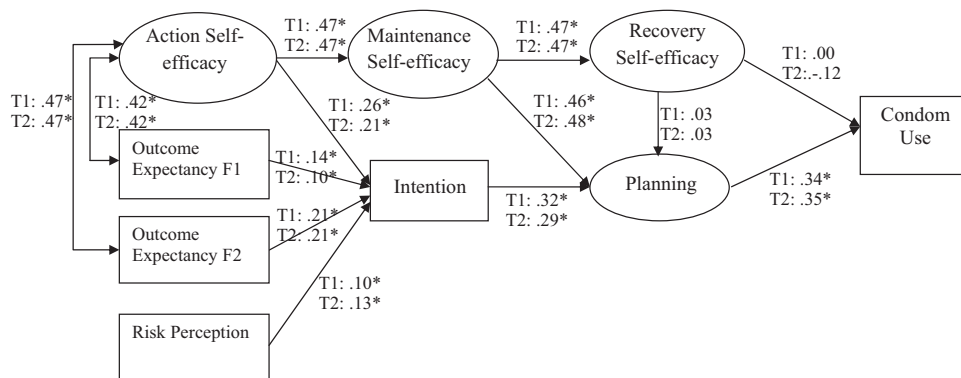 Action Self-
efficacy
T1: .47*
T2: .47*
Maintenance
Self-efficacy
T1: .47*
T2: .47*
Recovery
Self-efficacy
T1: .00
T2:-.12
T1: .47*
T2: .47*
T1: .42*
T2: .42*
T1: .26*
T2: .21*
T1: .46*
T2: .48*
T1: .03
T2: .03
Condom
Use
Outcome
Expectancy F1
T1: .14*
T2: .10*
Intention
T1: .32*
T2: .29*
Planning
T1: .34*
T2: .35*
Outcome
Expectancy F2
T1: .21*
T2: .21*
T1: .10*
T2: .13*
Risk Perception